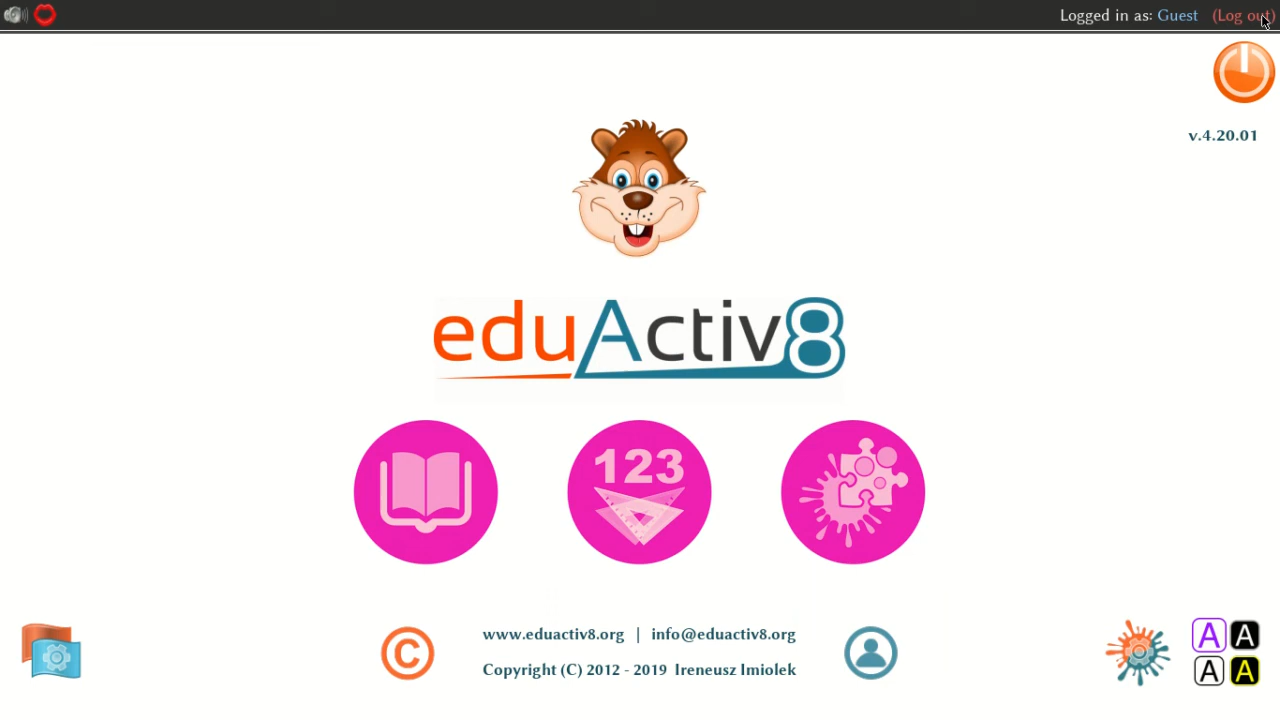 Logged in as: Guest (Log out)
v.4.20.01
eduActiv8
123
www.eduactiv8.org | info@eduactiv8.org
C
Copyright (C) 2012 - 2019 Ireneusz Imiolek
A A
A A